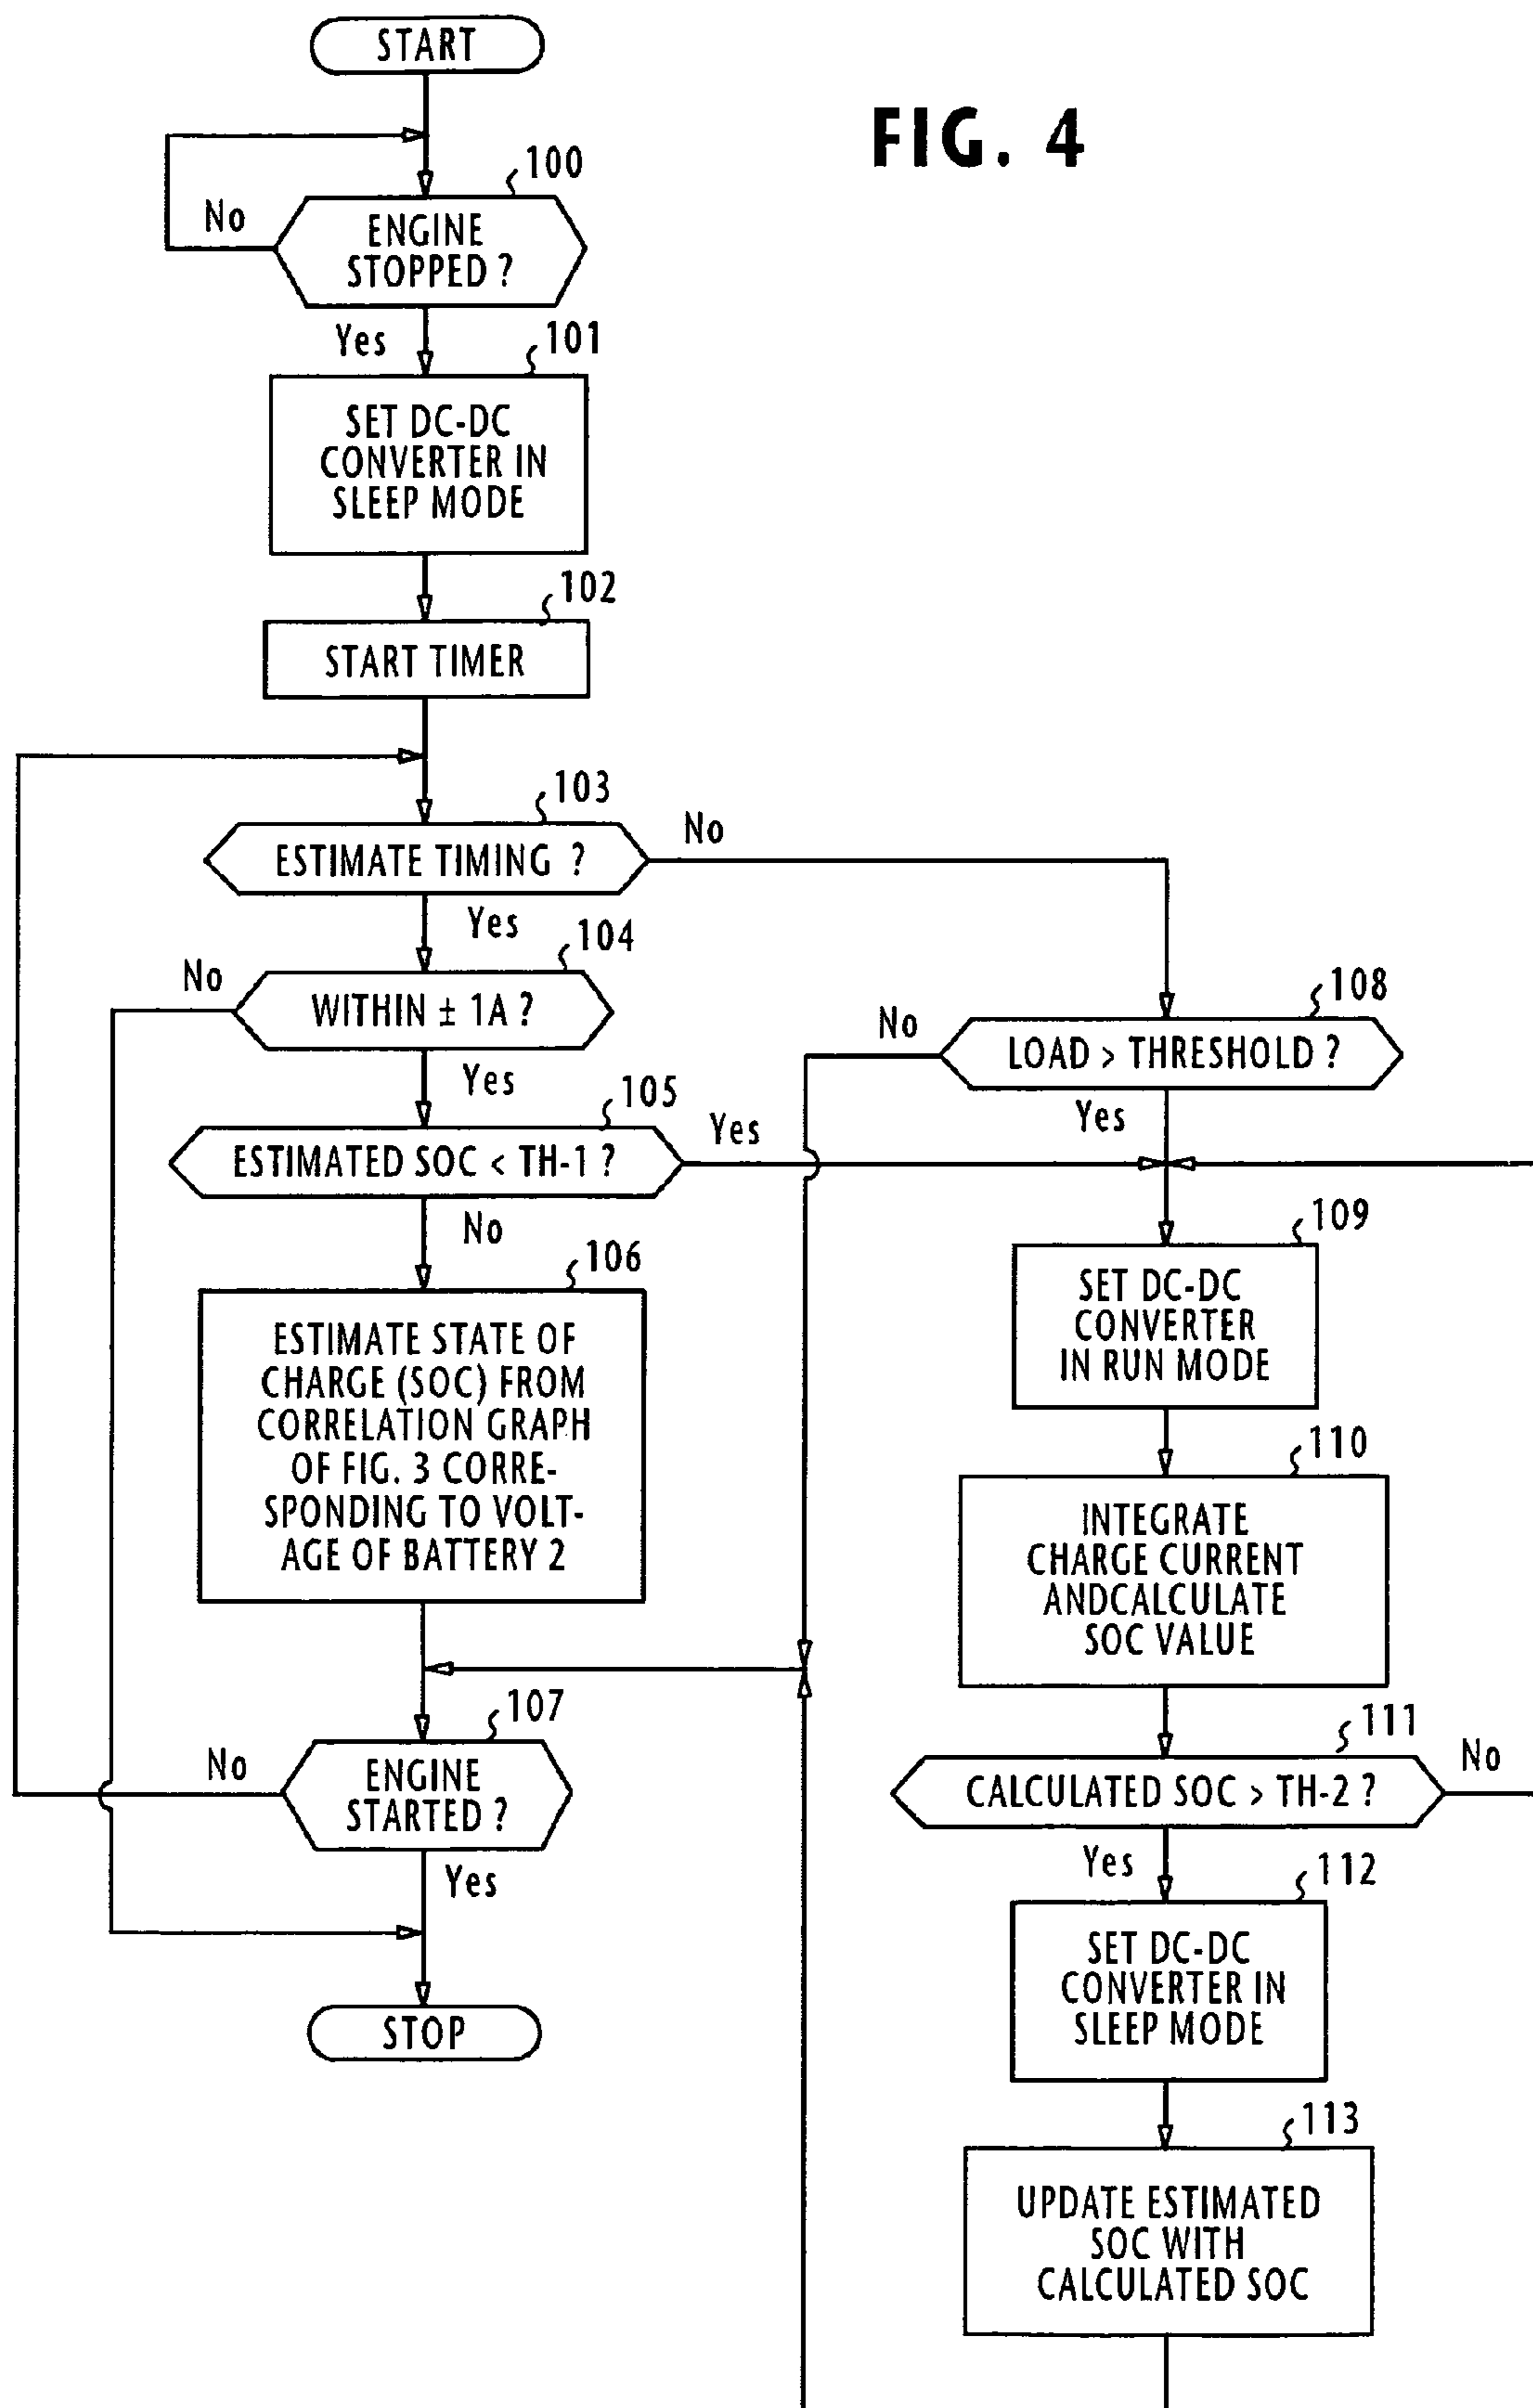 START
FIG. 4
100
No
ENGINE
STOPPED ?
Yes
101
SET DC-DC
CONVERTER IN
SLEEP MODE
102
START TIMER
103
ESTIMATE TIMING ?
No
Yes
104
No
WITHIN ± 1A ?
Yes
105
ESTIMATED SOC < TH-1 ?
Yes
No
106
ESTIMATE STATE OF
CHARGE (SOC) FROM
CORRELATION GRAPH
OF FIG. 3 CORRE-
SPONDING TO VOLT-
AGE OF BATTERY 2
107
No
ENGINE
STARTED ?
Yes
STOP
108
No
LOAD > THRESHOLD ?
Yes
109
SET DC-DC
CONVERTER
IN RUN MODE
110
INTEGRATE
CHARGE CURRENT
ANDCALCULATE
SOC VALUE
111
CALCULATED SOC > TH-2 ?
No
Yes
112
SET DC-DC
CONVERTER IN
SLEEP MODE
113
UPDATE ESTIMATED
SOC WITH
CALCULATED SOC